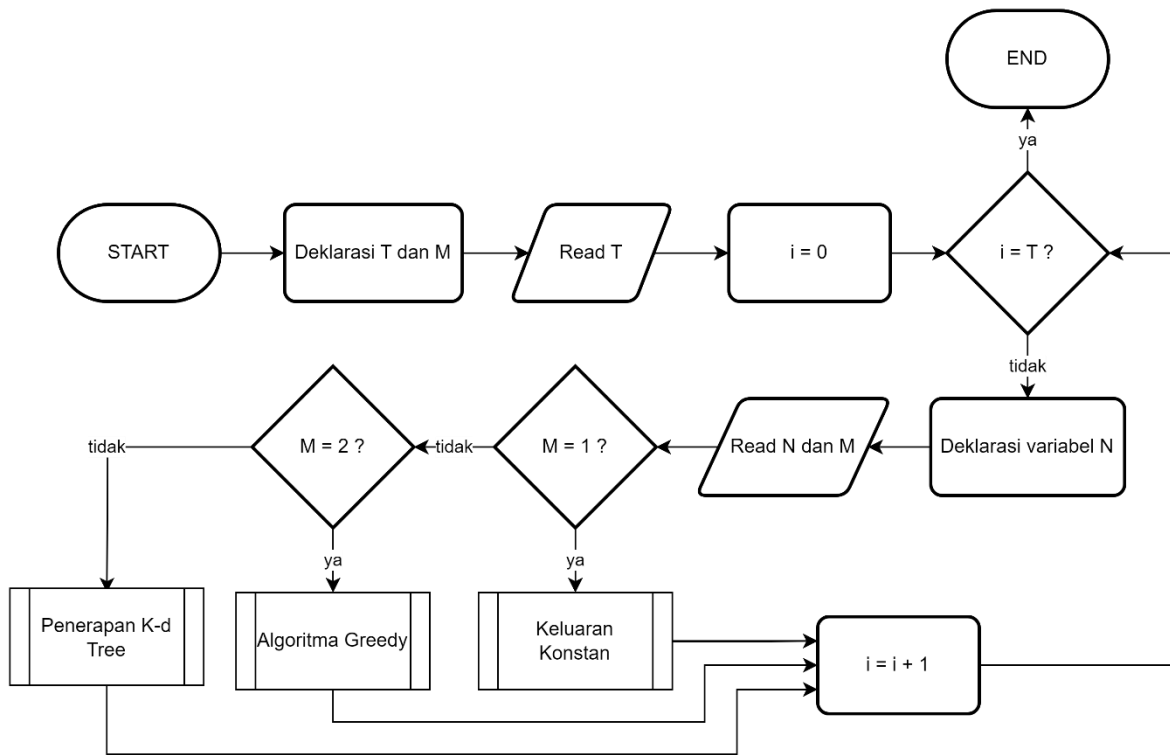 END
ya
START
Deklarasi T dan M
Read T
i = 0
i = T ?
tidak
Deklarasi variabel N
Read N dan M
M = 1 ?
tidak
M = 2 ?
tidak
ya
ya
Penerapan K-d
Tree
Algoritma Greedy
Keluaran
Konstan
i = i + 1